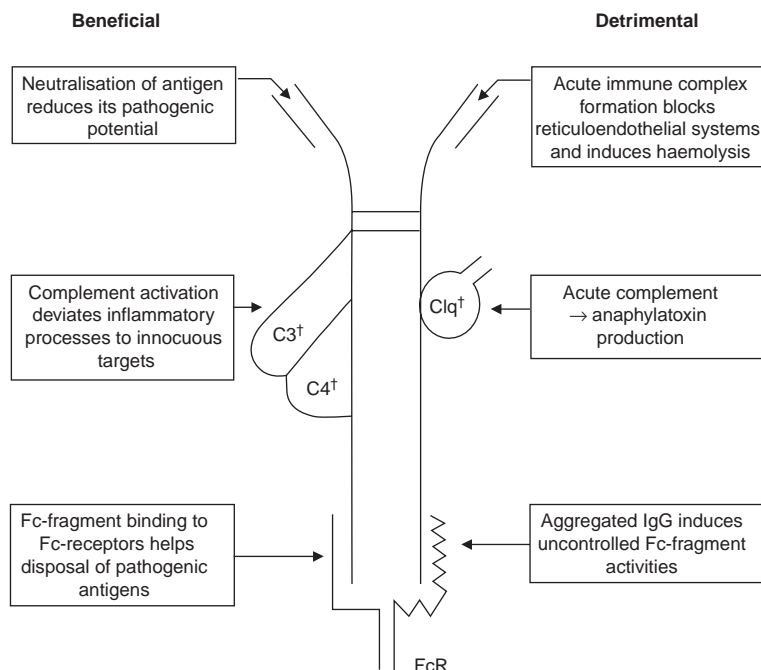 Beneficial
Detrimental
Neutralisation of antigen
reduces its pathogenic
potential
Acute immune complex
formation blocks
reticuloendothelial systems
and induces haemolysis
Complement activation
deviates inflammatory
processes to innocuous
targets
C3†
C4†
Clq†
Acute complement
→ anaphylatoxin
production
Fc-fragment binding to
Fc-receptors helps
disposal of pathogenic
antigens
Aggregated IgG induces
uncontrolled Fc-fragment
activities
FcR